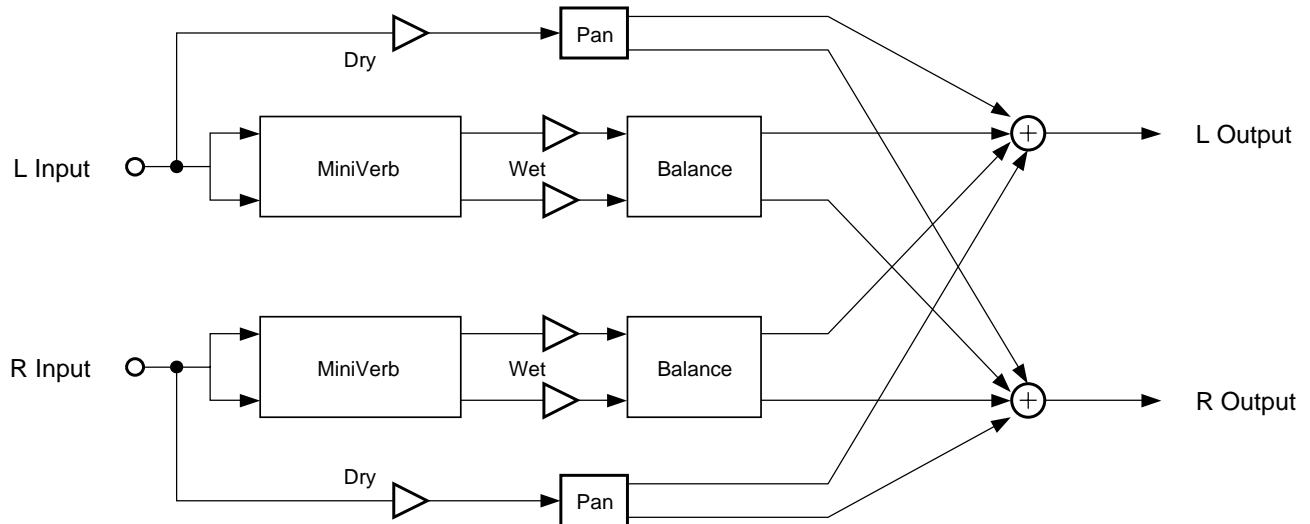 Pan
Dry
L Input
MiniVerb
Wet
Balance
+
L Output
R Input
MiniVerb
Wet
Balance
+
R Output
Dry
Pan